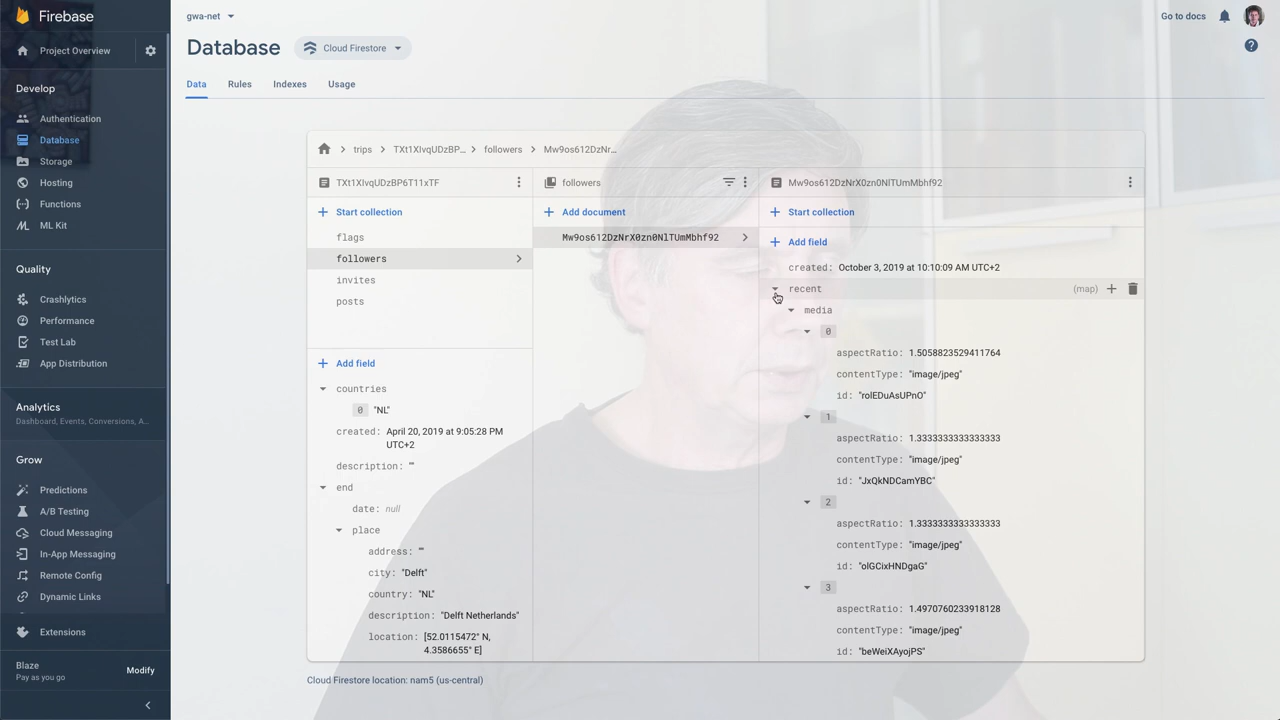 Firebase
Project Overview
Develop
Authentication
Database
Storage
Hosting
Functions
ML Kit
Quality
Crashlytics
Performance
Test Lab
App Distribution
Analytics
Dashboard, Events, Conversions, A...
Grow
Predictions
A/B Testing
Cloud Messaging
In-App Messaging
Remote Config
Dynamic Links
Extensions
Blaze
Pay as you go
Modify
gwa-net
Go to docs
Database
Cloud Firestore
Data Rules Indexes Usage
trips TXt1XIvqUDzBP... followers Mw9os612DzNr...
TXt1XIvqUDzBP6T11xTF
Start collection
flags
followers
invites
posts
Add field
countries
0 "NL"
created: April 20, 2019 at 9:05:28 PM
UTC+2
description: ""
end
date: null
place
address: ""
city: "Delft"
country: "NL"
description: "Delft Netherlands"
location: [52.0115472° N,
4.3586655° E]
followers
Add document
Mw9os612DzNrX0zn0NlTUmMbhf92
Mw9os612DzNrX0zn0NlTUmMbhf92
Start collection
Add field
created: October 3, 2019 at 10:10:09 AM UTC+2
recent (map)
media
0
aspectRatio: 1.5058823529411764
contentType: "image/jpeg"
id: "rolEDuAsUPnO"
1
aspectRatio: 1.3333333333333333
contentType: "image/jpeg"
id: "JxQkNDCamYBC"
2
aspectRatio: 1.3333333333333333
contentType: "image/jpeg"
id: "olGCixHNDgaG"
3
aspectRatio: 1.4970760233918128
contentType: "image/jpeg"
id: "beWeiXAyojPS"
Cloud Firestore location: nam5 (us-central)